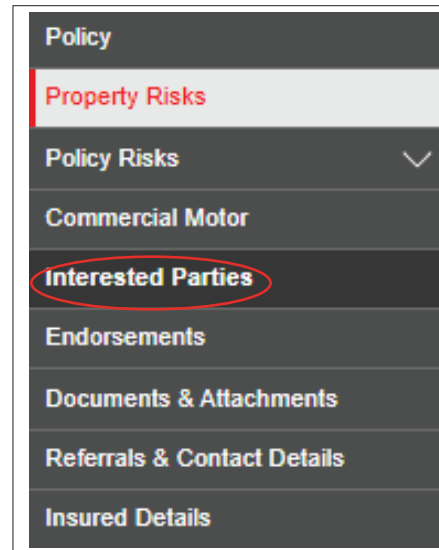 Policy
Property Risks
Policy Risks
Commercial Motor
Interested Parties
Endorsements
Documents & Attachments
Referrals & Contact Details
Insured Details